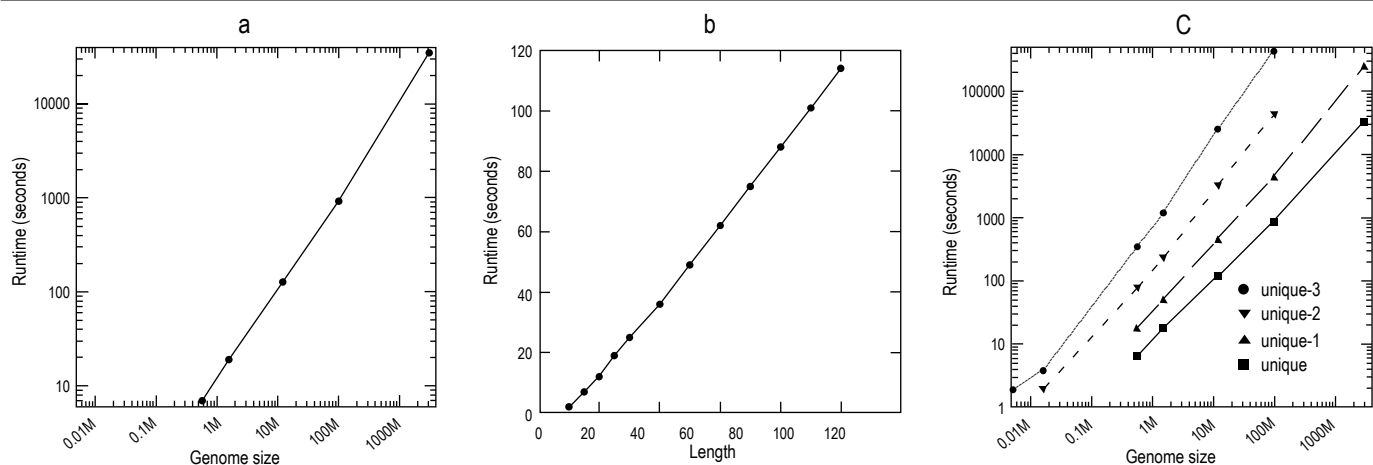 a
Runtime (seconds)
10000
1000
100
10
0.01M
0.1M
1M
10M
100M
1000M
Genome size
b
Runtime (seconds)
120
100
80
60
40
20
0
0
20
40
60
80
100
120
Length
C
Runtime (seconds)
100000
10000
1000
100
10
1
0.01M
0.1M
1M
10M
100M
1000M
Genome size
unique-3
unique-2
unique-1
unique